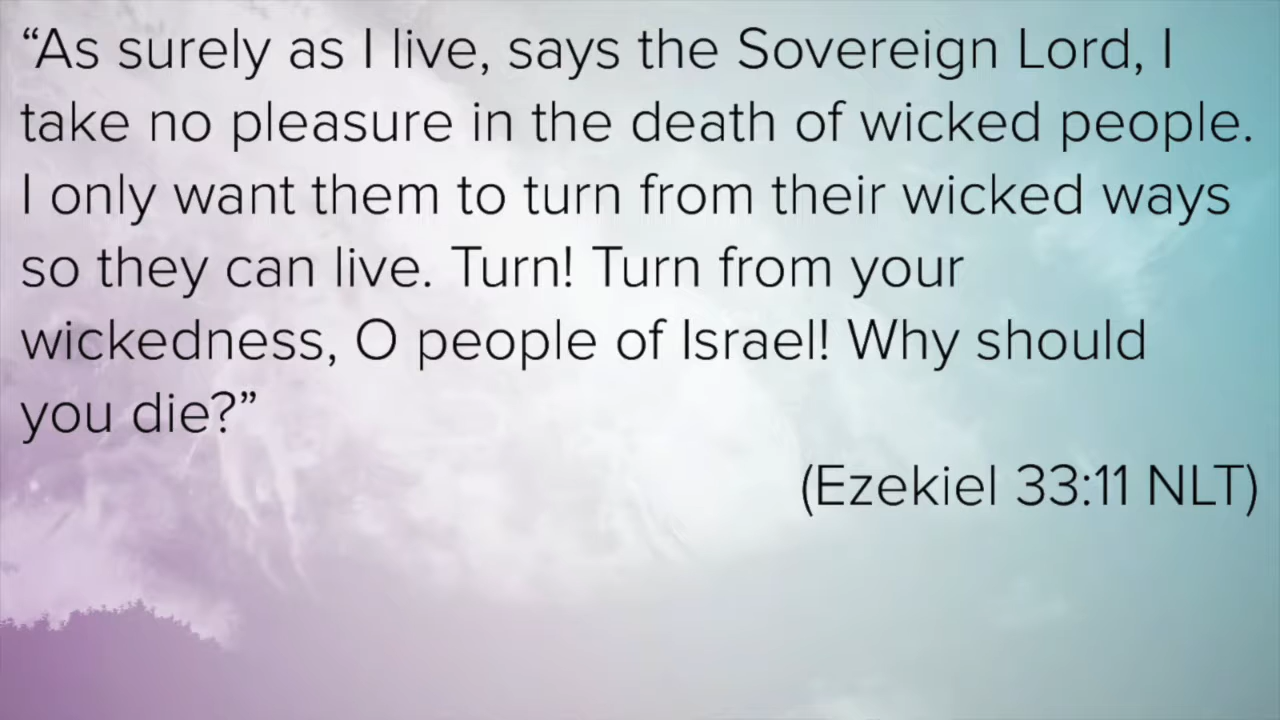 “As surely as I live, says the Sovereign Lord, I
take no pleasure in the death of wicked people.
I only want them to turn from their wicked ways
so they can live. Turn! Turn from your
wickedness, O people of Israel! Why should
you die?”
(Ezekiel 33:11 NLT)